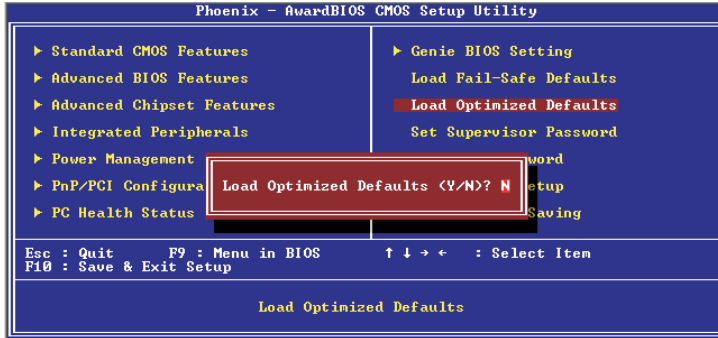 Phoenix - AwardBIOS CMOS Setup Utility
▶ Standard CMOS Features
▶ Advanced BIOS Features
▶ Advanced Chipset Features
▶ Integrated Peripherals
▶ Power Management
▶ PnP/PCI Configura
▶ PC Health Status
▶ Genie BIOS Setting
Load Fail-Safe Defaults
Load Optimized Defaults
Set Supervisor Password
word
etup
Saving
Load Optimized Defaults (Y/N)? N
Esc : Quit F9 : Menu in BIOS ↑ ↓ → ← : Select Item
F10 : Save & Exit Setup
Load Optimized Defaults